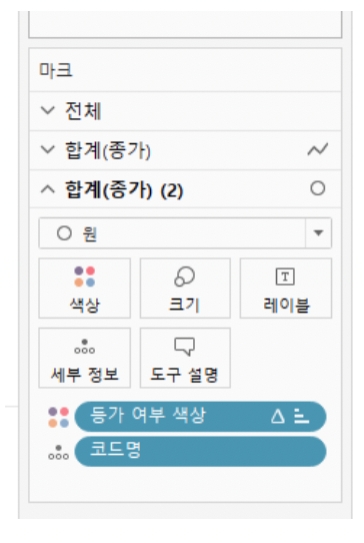 마크
전체
합계(종가)
합계(종가) (2)
원
색상 크기 레이블
세부 정보 도구 설명
등가 여부 색상
코드명